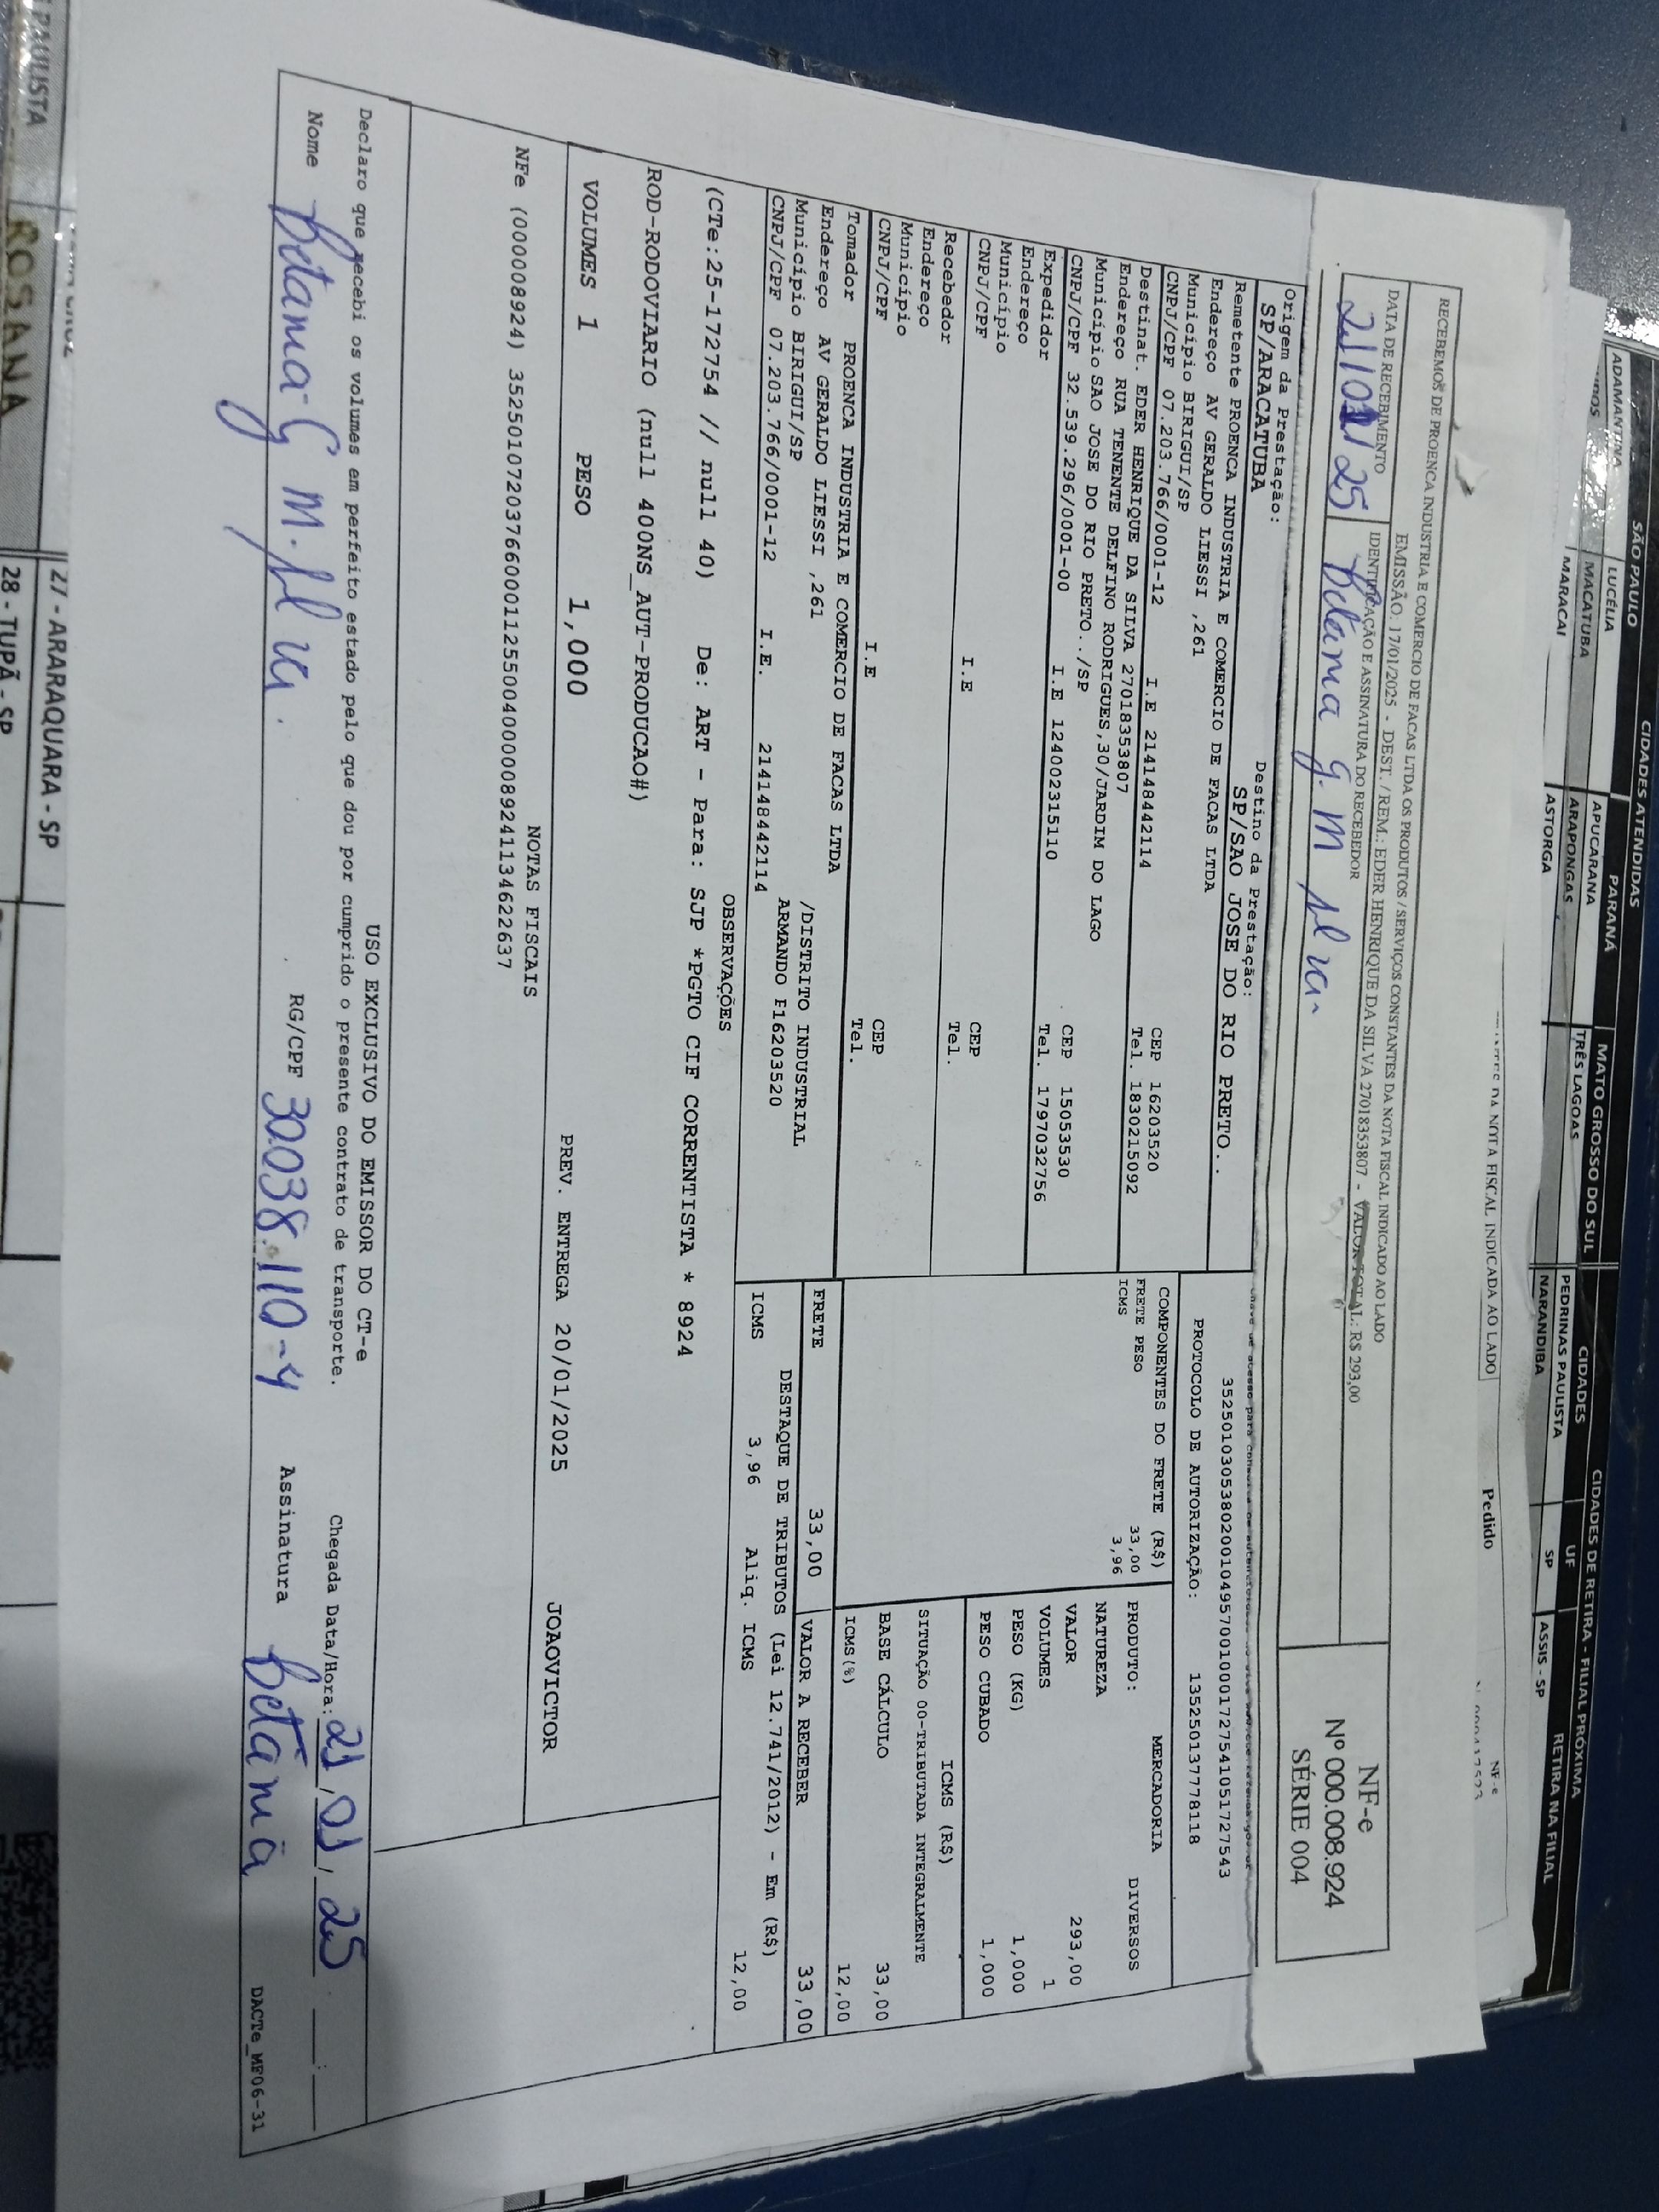 SÃO PAULO
CIDADES ATENDIDAS
PARANÁ
MATO GROSSO DO SUL
CIDADES DE RETIRA - FILIAL PRÓXIMA
ADAMANTINA
LUCÉLIA
APUCARANA
TRÊS LAGOAS
CIDADES
UF
RETIRA NA FILIAL
MACATUBA
ARAPONGAS
PEDRINAS PAULISTA
SP
ASSIS - SP
MARACAI
ASTORGA
NARANDIBA
DA NOTA FISCAL INDICADA AO LADO
Pedido
NF-e
RECEBEMOS DE PROENCA INDUSTRIA E COMERCIO DE FACAS LTDA OS PRODUTOS / SERVIÇOS CONSTANTES DA NOTA FISCAL INDICADO AO LADO
EMISSÃO: 17/01/2025 - DEST. / REM.: EDER HENRIQUE DA SILVA 27018353807 - VALOR TOTAL: R$ 293,00
DATA DE RECEBIMENTO
IDENTIFICAÇÃO E ASSINATURA DO RECEBEDOR
21/01/25
NF-e
Nº 000.008.924
SÉRIE 004
Origem da Prestação:
SP/ARACATUBA
Destino da Prestação:
SP/SAO JOSE DO RIO PRETO..
35250103053802001049570010001727541051727543
PROTOCOLO DE AUTORIZAÇÃO: 135250137778118
Remetente PROENCA INDUSTRIA E COMERCIO DE FACAS LTDA
Endereço AV GERALDO LIESSI ,261
Município BIRIGUI/SP CEP 16203520
CNPJ/CPF 07.203.766/0001-12 I.E 214148442114 Tel. 1830215092
Destinat. EDER HENRIQUE DA SILVA 27018353807
Endereço RUA TENENTE DELFINO RODRIGUES,30/JARDIM DO LAGO
Município SAO JOSE DO RIO PRETO../SP CEP 15053530
CNPJ/CPF 32.539.296/0001-00 I.E 124002315110 Tel. 1797032756
Expedidor
Endereço
Município CEP
CNPJ/CPF I.E Tel.
Recebedor
Endereço
Município CEP
CNPJ/CPF I.E Tel.
Tomador PROENCA INDUSTRIA E COMERCIO DE FACAS LTDA
Endereço AV GERALDO LIESSI ,261 /DISTRITO INDUSTRIAL
Município BIRIGUI/SP ARMANDO F16203520
CNPJ/CPF 07.203.766/0001-12 I.E. 214148442114
COMPONENTES DO FRETE (R$)
FRETE PESO 33,00
ICMS 3,96
MERCADORIA
PRODUTO: DIVERSOS
NATUREZA
VALOR 293,00
VOLUMES 1
PESO (KG) 1,000
PESO CUBADO 1,000
ICMS (R$)
SITUAÇÃO 00-TRIBUTADA INTEGRALMENTE
BASE CÁLCULO 33,00
ICMS(%) 12,00
FRETE 33,00
VALOR A RECEBER 33,00
DESTAQUE DE TRIBUTOS (Lei 12.741/2012) - Em (R$)
ICMS 3,96 Aliq. ICMS 12,00
OBSERVAÇÕES
(CTe:25-172754 // null 40) De: ART - Para: SJP *PGTO CIF CORRENTISTA * 8924
ROD-RODOVIARIO (null 400NS_AUT-PRODUCAO#)
VOLUMES 1 PESO 1,000 PREV. ENTREGA 20/01/2025 JOAOVICTOR
NOTAS FISCAIS
NFe (000008924) 35250107203766000112550040000089241134622637
USO EXCLUSIVO DO EMISSOR DO CT-e
Declaro que recebi os volumes em perfeito estado pelo que dou por cumprido o presente contrato de transporte.
Chegada Data/Hora: 21/01/25
Nome Betania G m. RG/CPF 30.038.110-4 Assinatura Betânia
DACTe_MF06-31
PAULISTA
27 - ARARAQUARA - SP
ROSANA
28 - TUPÃ - SP